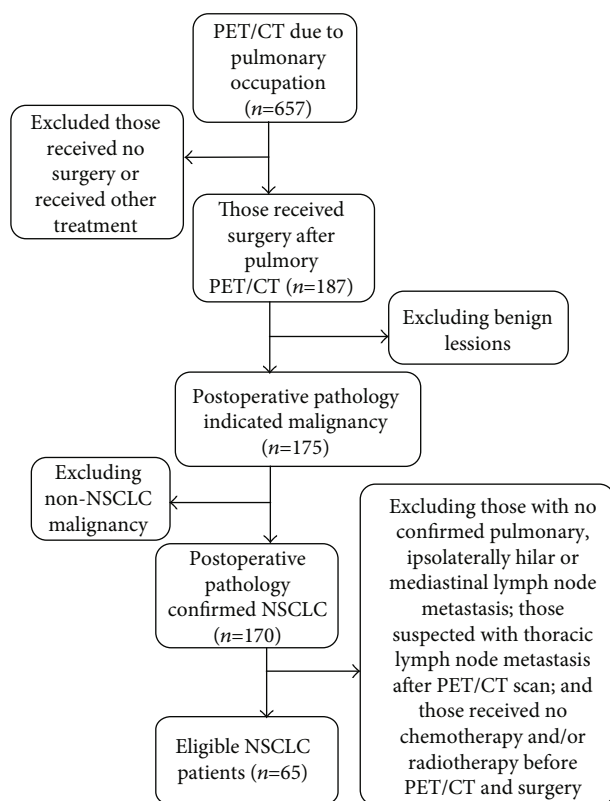 PET/CT due to
pulmonary
occupation
(n=657)
Excluded those
received no
surgery or
received other
treatment
Those received
surgery after
pulmory
PET/CT (n=187)
Excluding benign
lessions
Postoperative pathology
indicated malignancy
(n=175)
Excluding
non-NSCLC
malignancy
Postoperative
pathology
confirmed NSCLC
(n=170)
Excluding those with no
confirmed pulmonary,
ipsolaterally hilar or
mediastinal lymph node
metastasis; those
suspected with thoracic
lymph node metastasis
after PET/CT scan; and
those received no
chemotherapy and/or
radiotherapy before
PET/CT and surgery
Eligible NSCLC
patients (n=65)